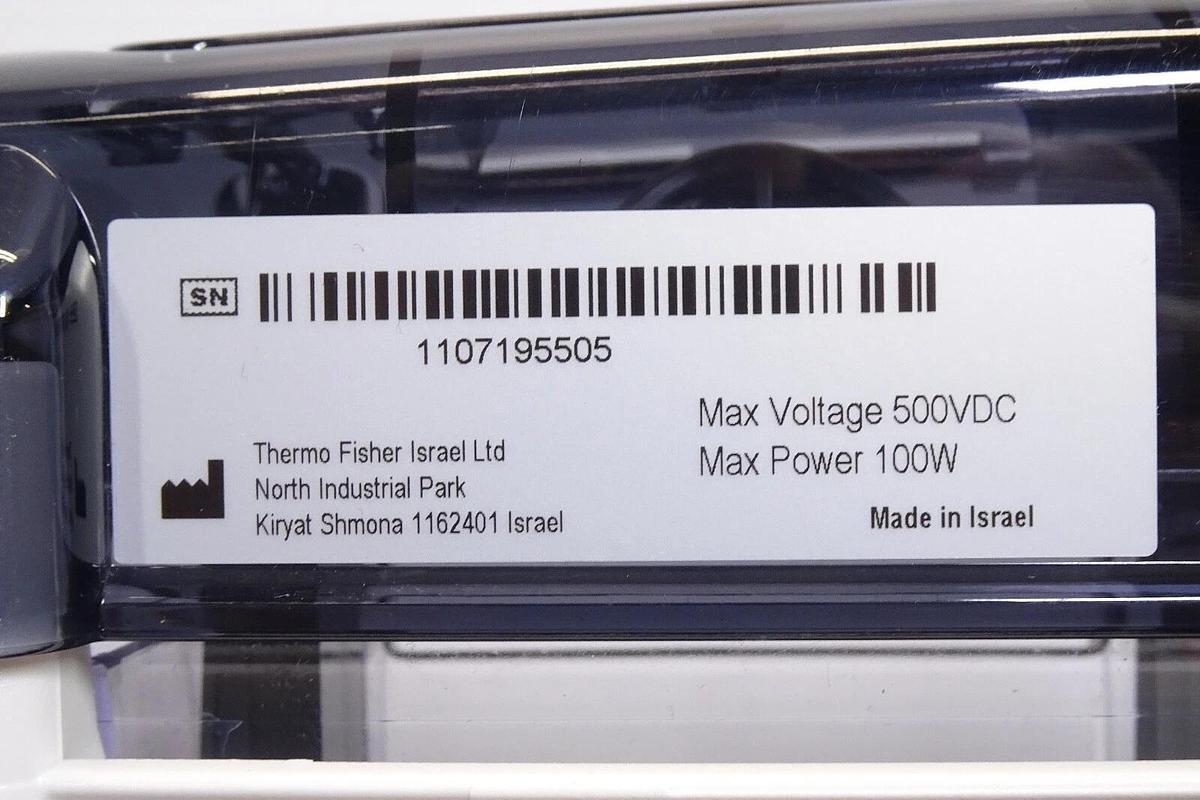 SN
1107195505
Max Voltage 500VDC
Max Power 100W
Thermo Fisher Israel Ltd
North Industrial Park
Kiryat Shmona 1162401 Israel
Made in Israel